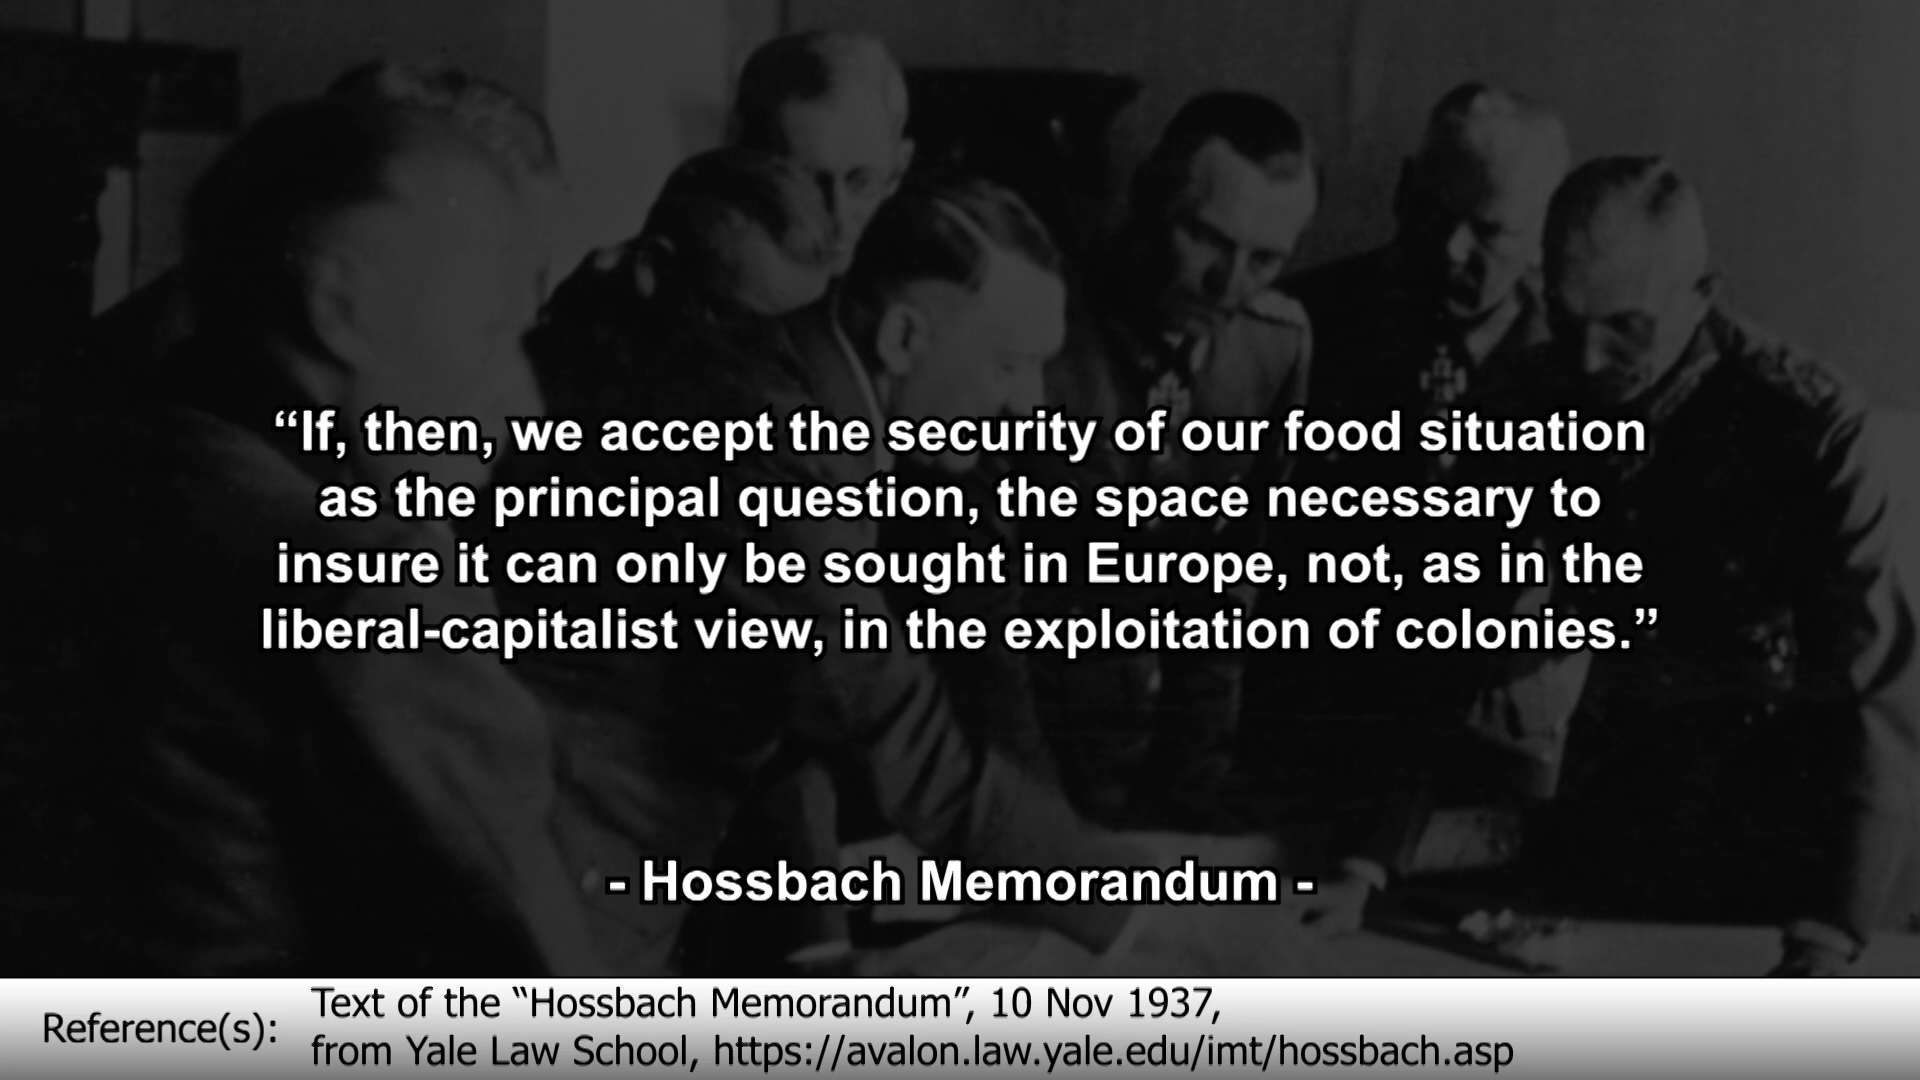 “If, then, we accept the security of our food situation
as the principal question, the space necessary to
insure it can only be sought in Europe, not, as in the
liberal-capitalist view, in the exploitation of colonies.”
- Hossbach Memorandum -
Reference(s):
Text of the “Hossbach Memorandum”, 10 Nov 1937,
from Yale Law School, https://avalon.law.yale.edu/imt/hossbach.asp